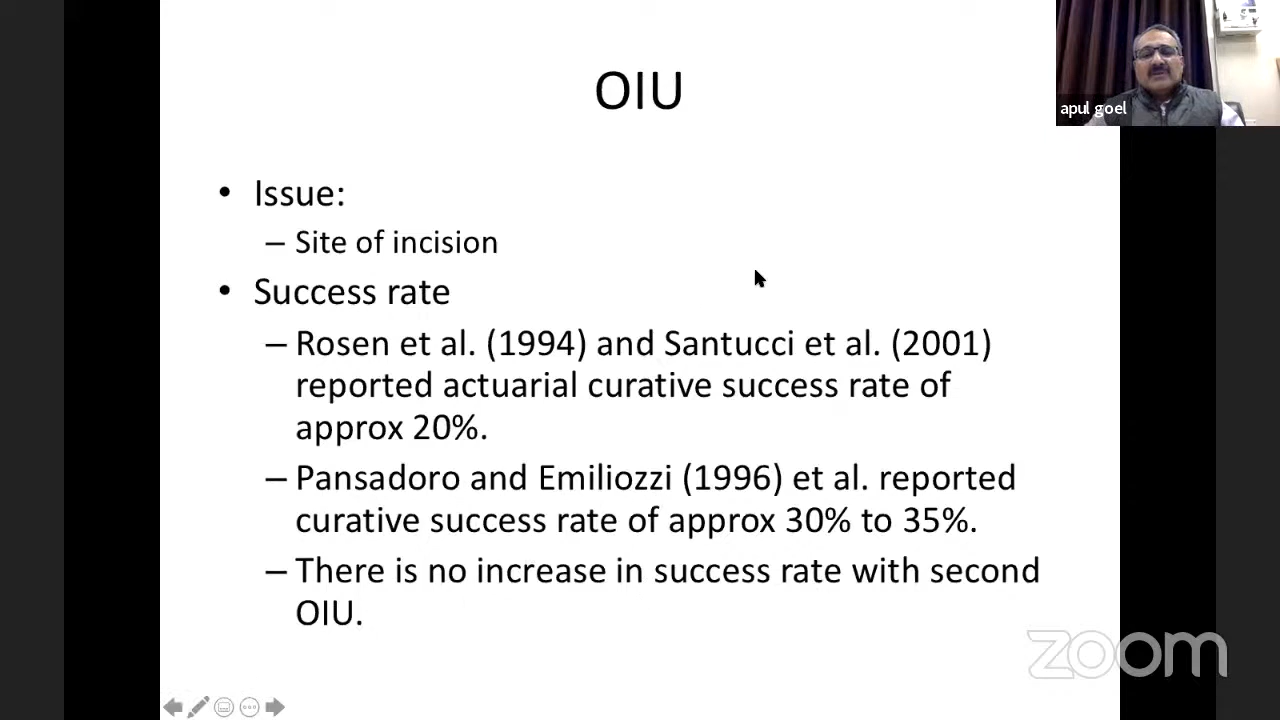 OIU
apul goel
• Issue:
– Site of incision
• Success rate
– Rosen et al. (1994) and Santucci et al. (2001)
reported actuarial curative success rate of
approx 20%.
– Pansadoro and Emiliozzi (1996) et al. reported
curative success rate of approx 30% to 35%.
– There is no increase in success rate with second
OIU.
zoom